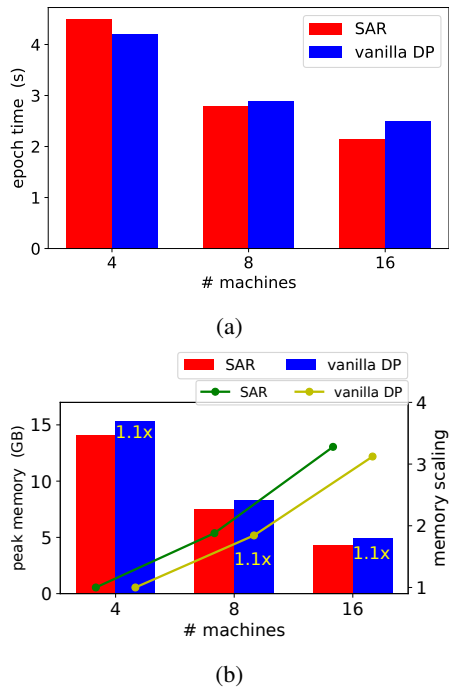 4
3
2
1
0
epoch time (s)
SAR
vanilla DP
4 8 16
# machines
(a)
SAR vanilla DP
SAR vanilla DP
15
10
5
0
peak memory (GB)
1.1x
1.1x
1.1x
4
3
2
1
memory scaling
4 8 16
# machines
(b)